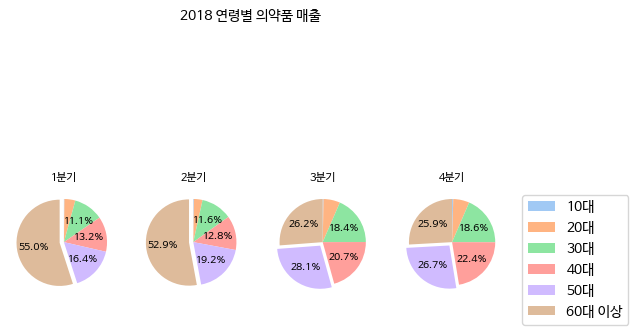 2018 연령별 의약품 매출
1분기
11.1%
13.2%
16.4%
55.0%
2분기
11.6%
12.8%
19.2%
52.9%
3분기
18.4%
20.7%
28.1%
26.2%
4분기
18.6%
22.4%
26.7%
25.9%
10대
20대
30대
40대
50대
60대 이상